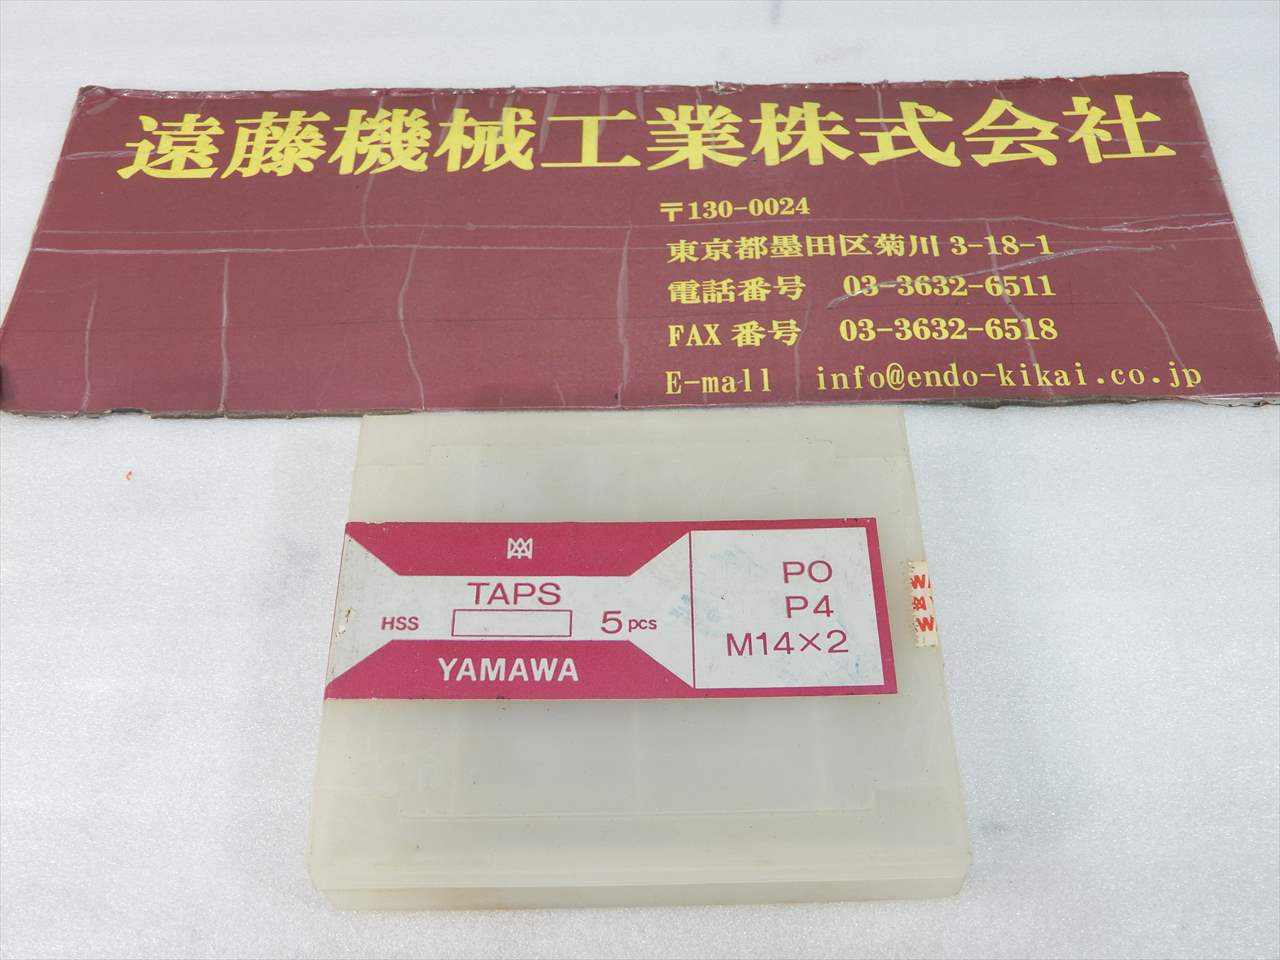 遠藤機械工業株式会社
〒130-0024
東京都墨田区菊川 3-18-1
電話番号 03-3632-6511
FAX 番号 03-3632-6518
E-mall info@endo-kikai.co.jp
TAPS
HSS 5 pcs
YAMAWA
PO
P4
M14×2